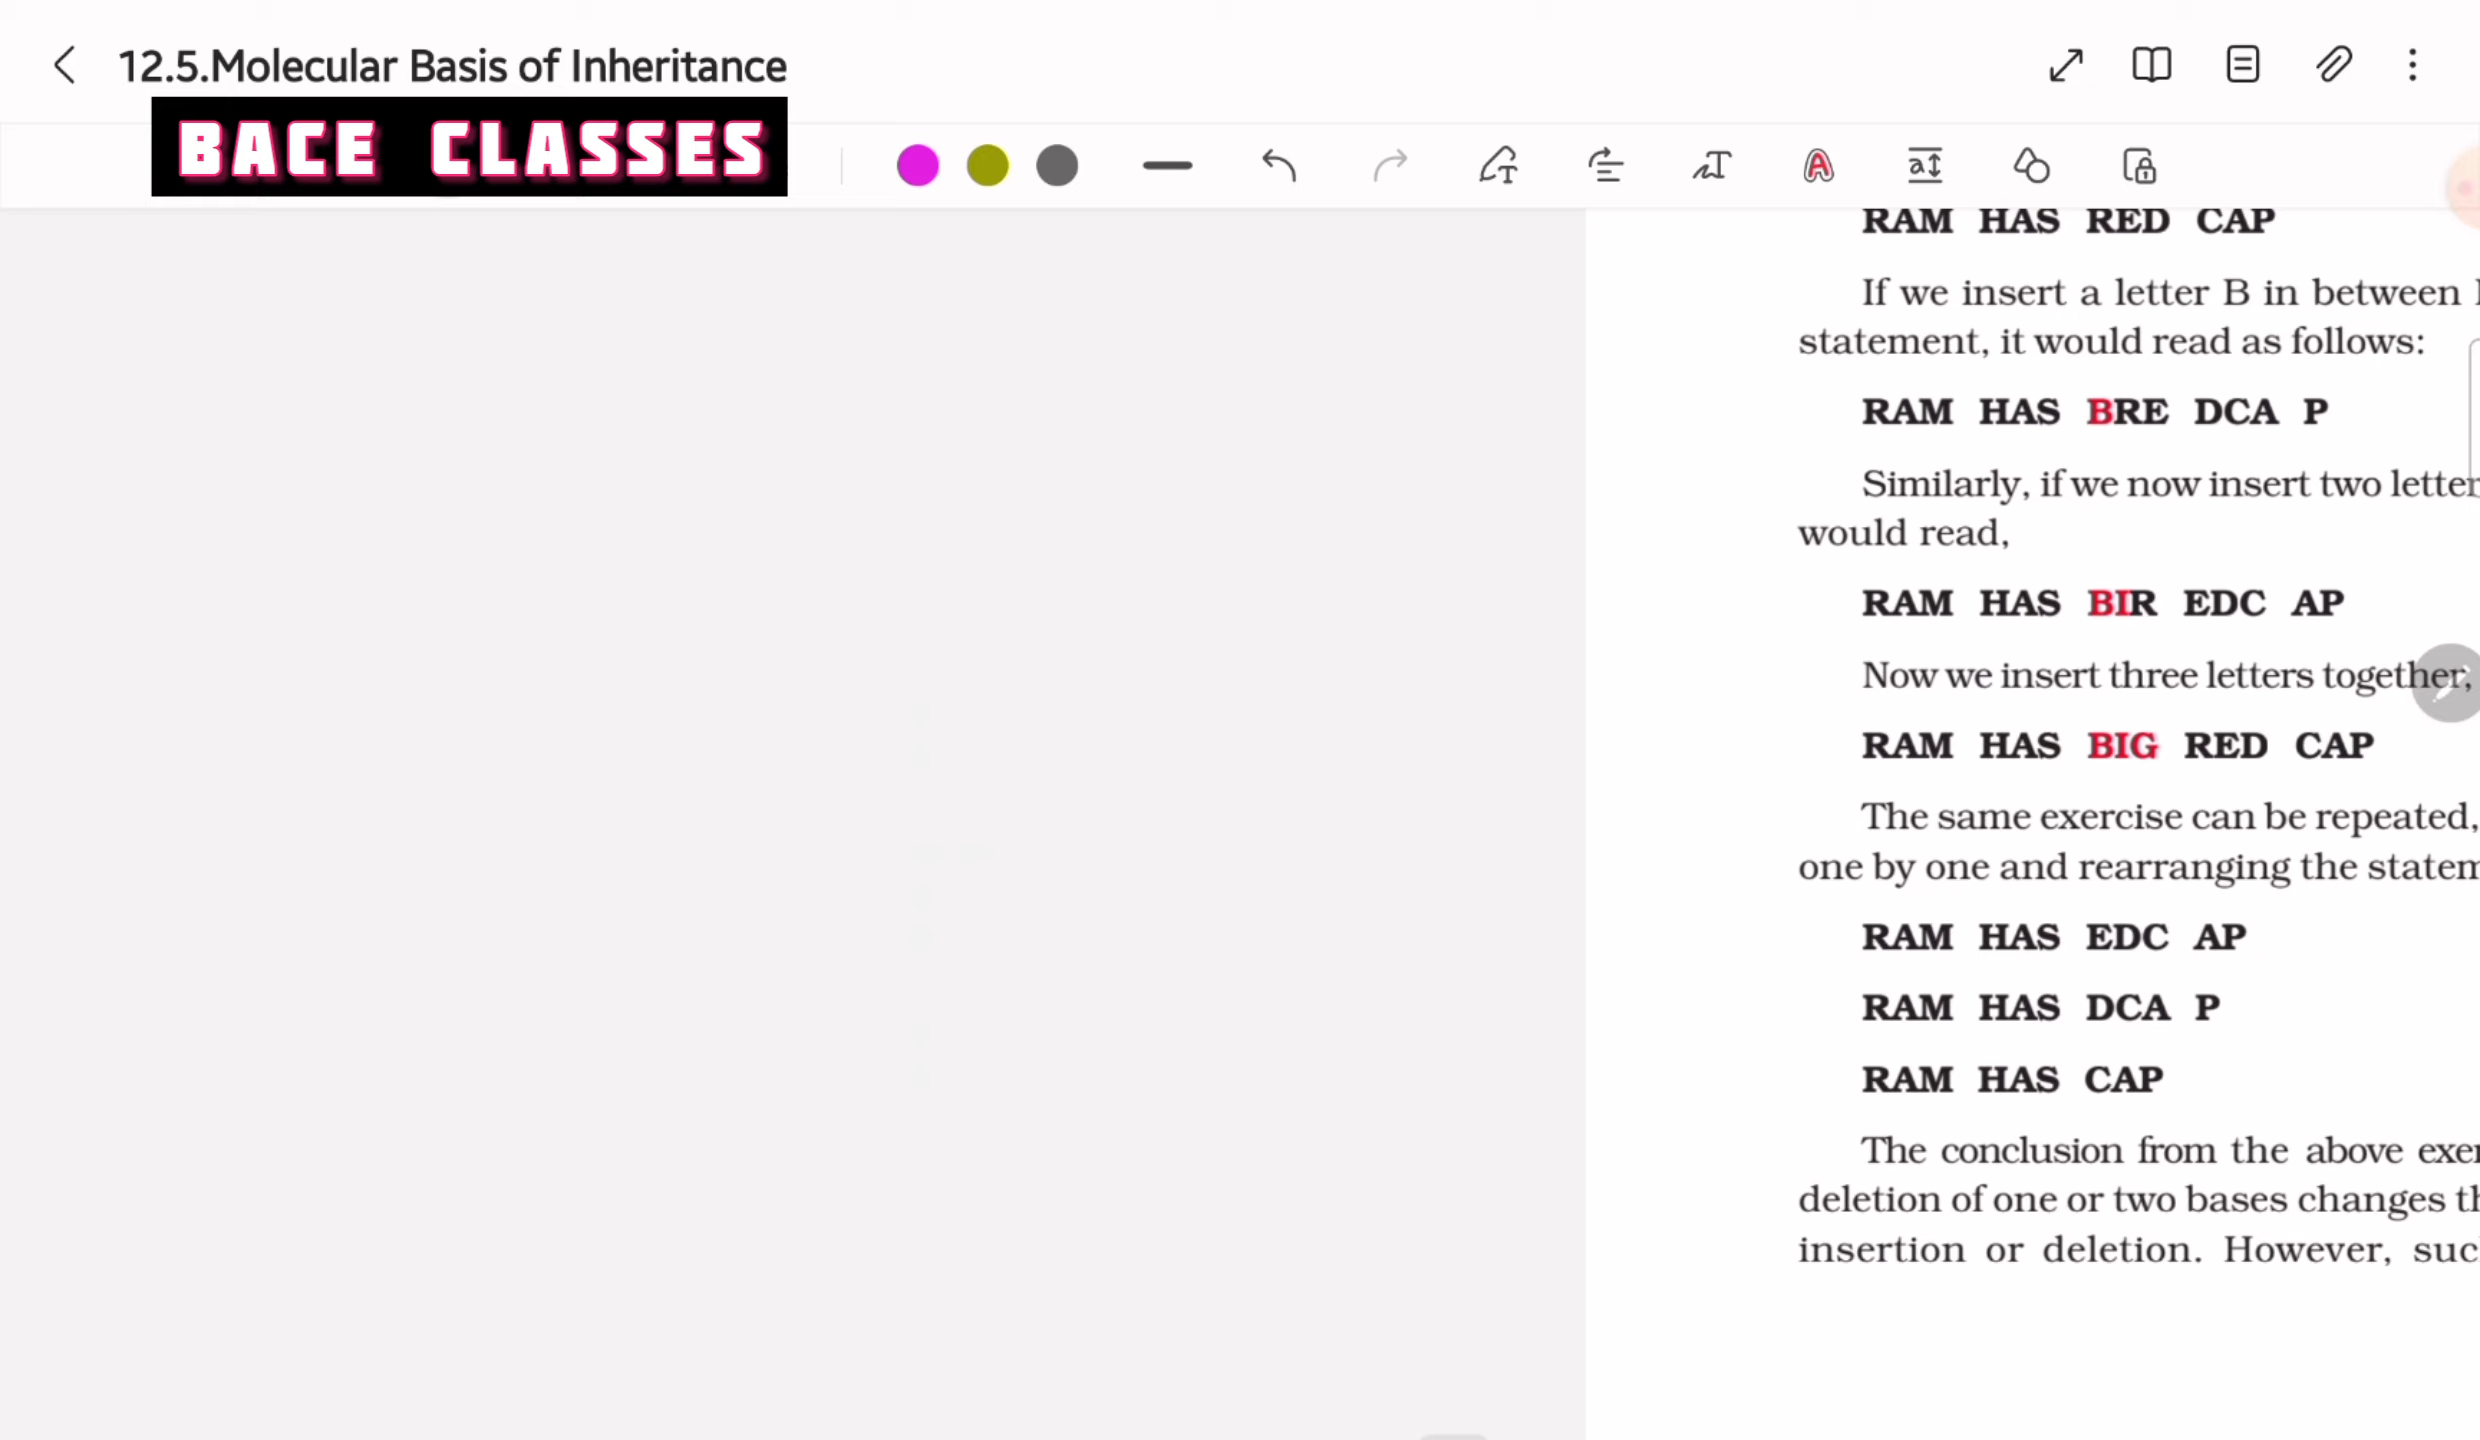 12.5.Molecular Basis of Inheritance
BACE CLASSES
RAM HAS RED CAP
If we insert a letter B in between
statement, it would read as follows:
RAM HAS BRE DCA P
Similarly, if we now insert two letter
would read,
RAM HAS BIR EDC AP
Now we insert three letters together,
RAM HAS BIG RED CAP
The same exercise can be repeated,
one by one and rearranging the statem
RAM HAS EDC AP
RAM HAS DCA P
RAM HAS CAP
The conclusion from the above exer
deletion of one or two bases changes th
insertion or deletion. However, suc